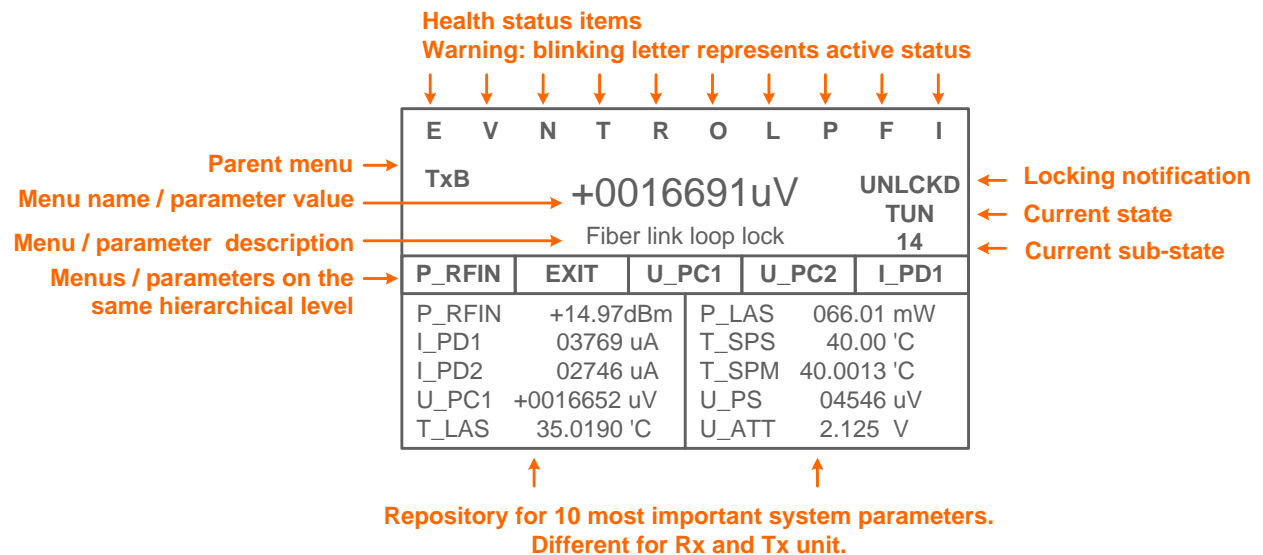 Health status items
Warning: blinking letter represents active status
E V N T R O L P F I
Parent menu
TxB
Menu name / parameter value
+0016691uV
UNLCKD
Locking notification
TUN
Current state
Menu / parameter description
Fiber link loop lock
14
Current sub-state
Menus / parameters on the
same hierarchical level
P_RFIN EXIT U_PC1 U_PC2 I_PD1
P_RFIN +14.97dBm P_LAS 066.01 mW
I_PD1 03769 uA T_SPS 40.00 'C
I_PD2 02746 uA T_SPM 40.0013 'C
U_PC1 +0016652 uV U_PS 04546 uV
T_LAS 35.0190 'C U_ATT 2.125 V
Repository for 10 most important system parameters.
Different for Rx and Tx unit.